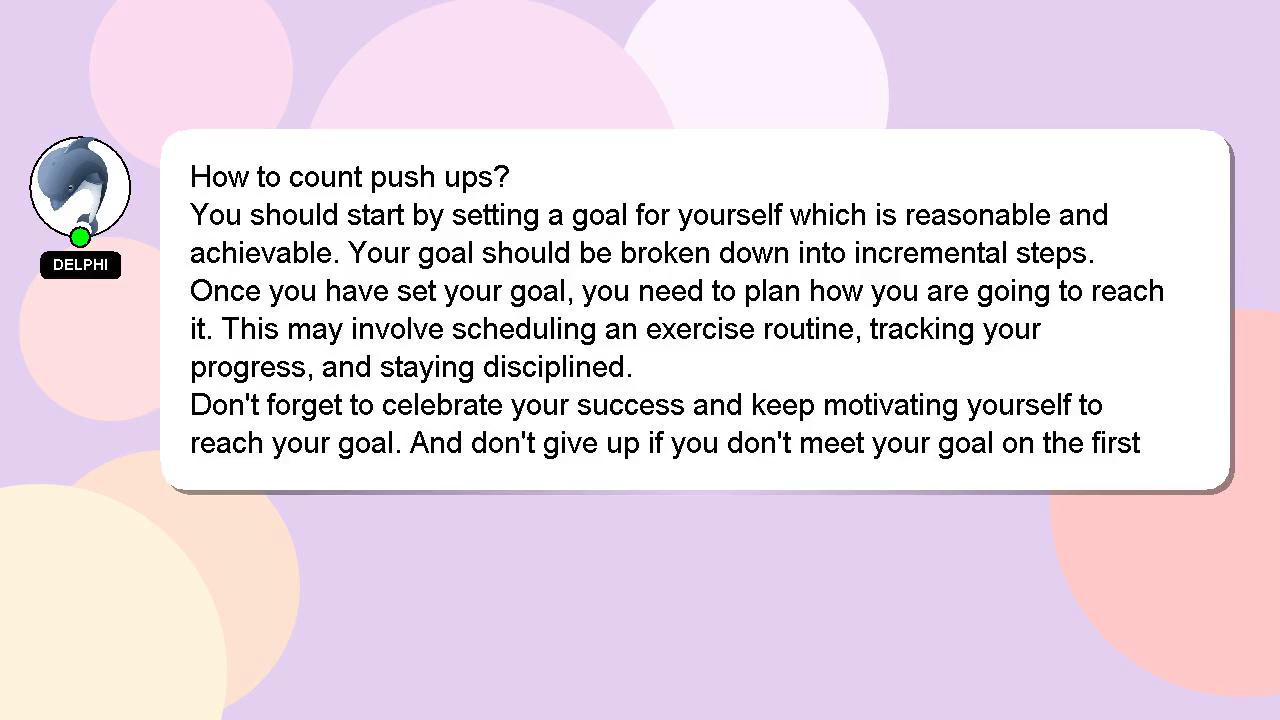 How to count push ups?
You should start by setting a goal for yourself which is reasonable and
achievable. Your goal should be broken down into incremental steps.
Once you have set your goal, you need to plan how you are going to reach
it. This may involve scheduling an exercise routine, tracking your
progress, and staying disciplined.
Don't forget to celebrate your success and keep motivating yourself to
reach your goal. And don't give up if you don't meet your goal on the first
DELPHI